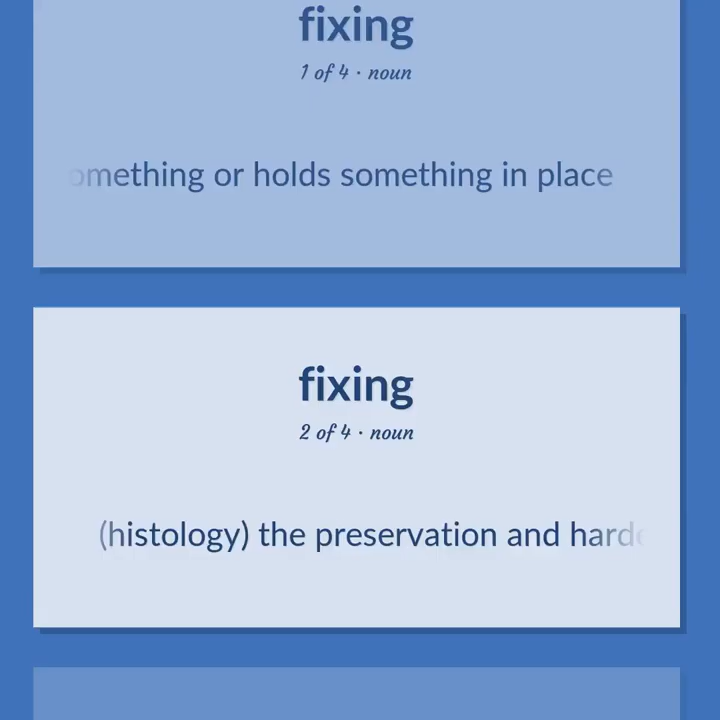 fixing
1 of 4 · noun
omething or holds something in place
fixing
2 of 4 · noun
(histology) the preservation and hard